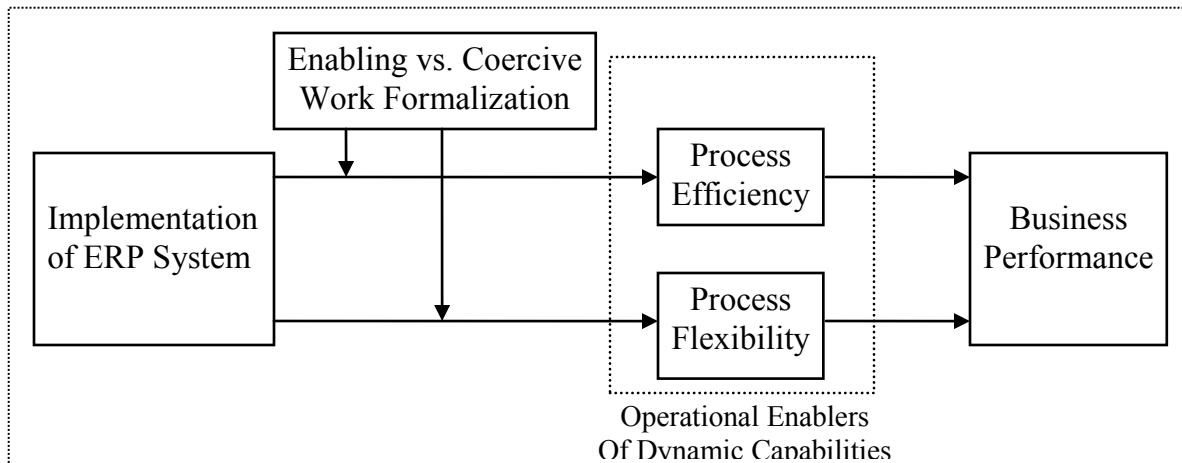 Enabling vs. Coercive
Work Formalization
Implementation
of ERP System
Process
Efficiency
Process
Flexibility
Business
Performance
Operational Enablers
Of Dynamic Capabilities